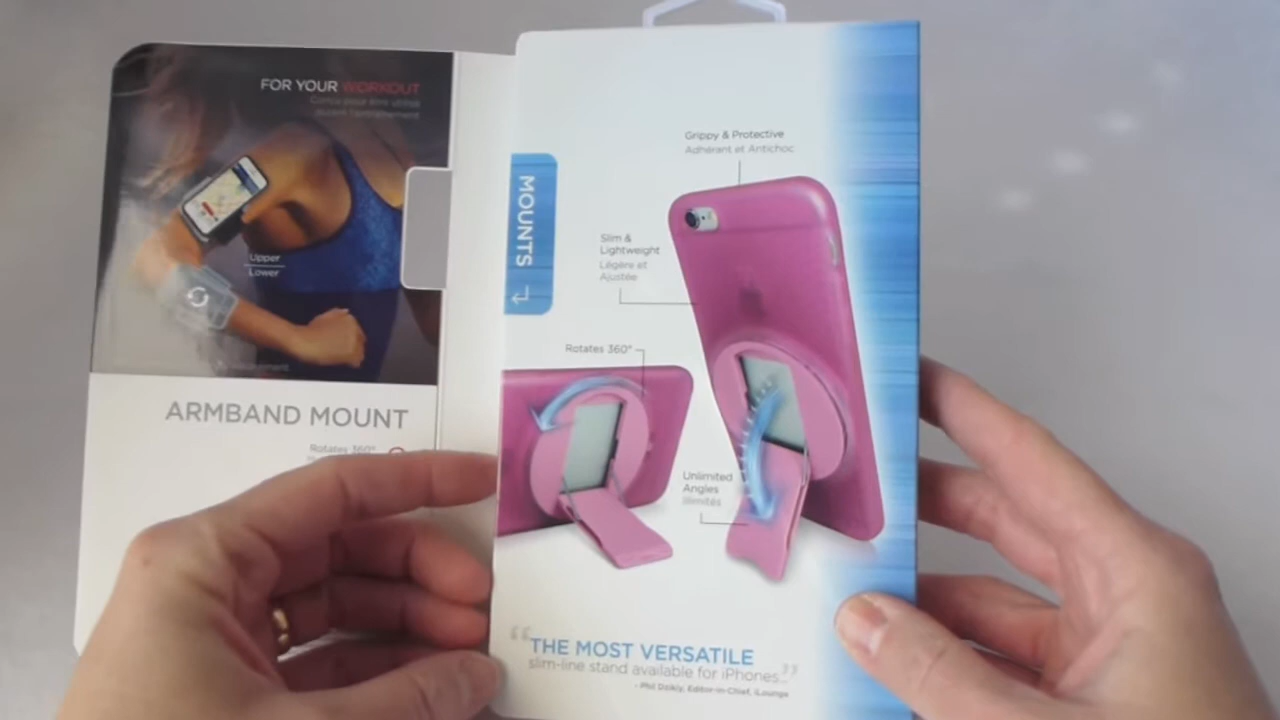 FOR YOUR WORKOUT
Upper
Lower
ARMBAND MOUNT
Rotates 360°
MOUNTS
Grippy & Protective
Adhérant et Antichoc
Slim &
Lightweight
Légère et
Ajustée
Rotates 360°
Unlimited
Angles
Illimités
“THE MOST VERSATILE
slim-line stand available for iPhones...”
- Phil Dzikiy, Editor-in-Chief, iLounge